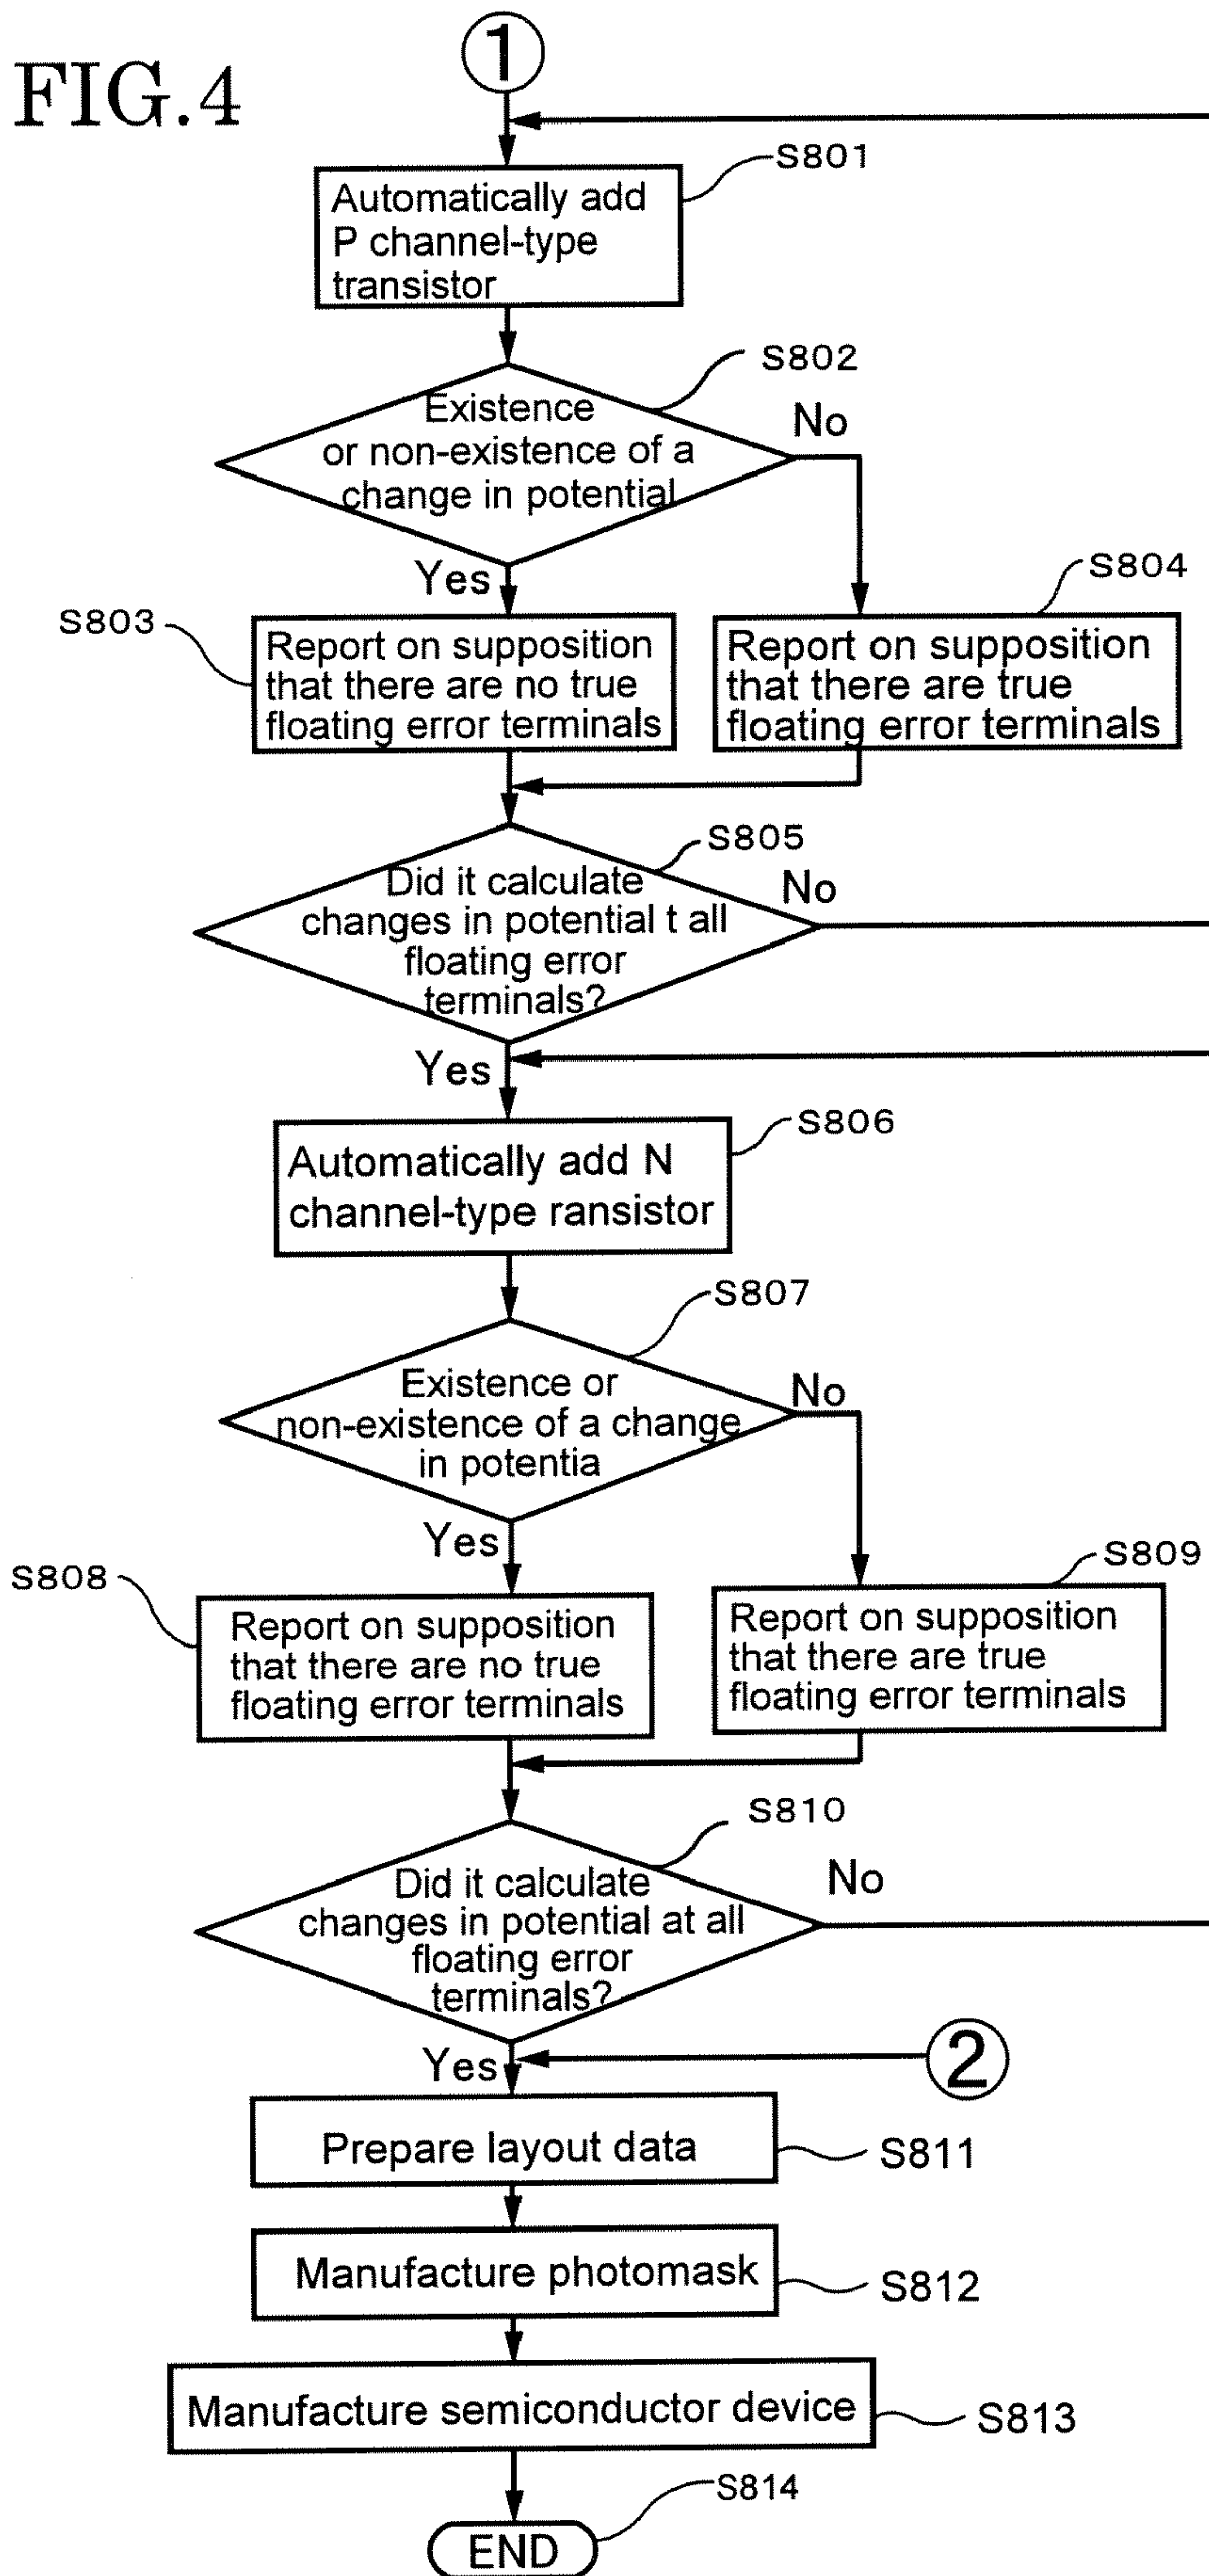 FIG.4
1
S801
Automatically add
P channel-type
transistor
S802
Existence
or non-existence of a
change in potential
No
Yes
S803
Report on supposition
that there are no true
floating error terminals
S804
Report on supposition
that there are true
floating error terminals
S805
Did it calculate
changes in potential t all
floating error
terminals?
No
Yes
S806
Automatically add N
channel-type ransistor
S807
Existence or
non-existence of a change
in potentia
No
Yes
S808
Report on supposition
that there are no true
floating error terminals
S809
Report on supposition
that there are true
floating error terminals
S810
Did it calculate
changes in potential at all
floating error
terminals?
No
Yes
2
Prepare layout data
S811
Manufacture photomask
S812
Manufacture semiconductor device
S813
S814
END